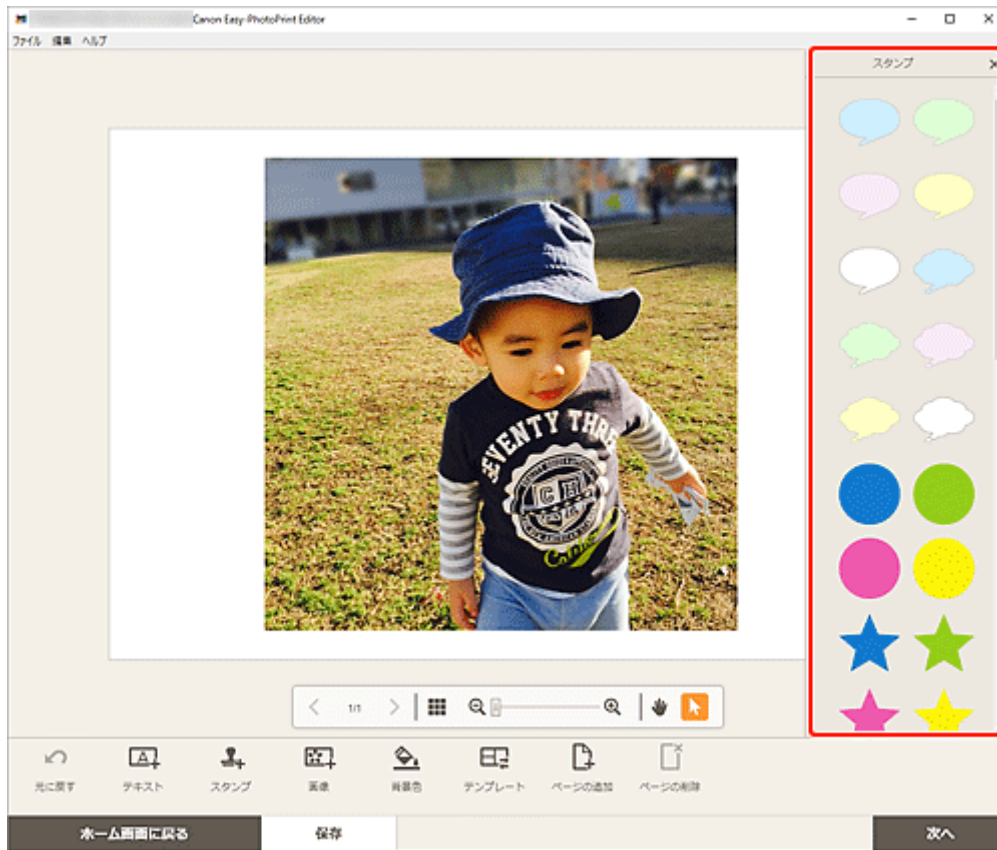 Canon Easy-PhotoPrint Editor
ファイル 編集 ヘルプ
スタンプ
SEVENTY THRE
1/1
元に戻す テキスト スタンプ 画像 背景色 テンプレート ページの追加 ページの削除
ホーム画面に戻る 保存 次へ